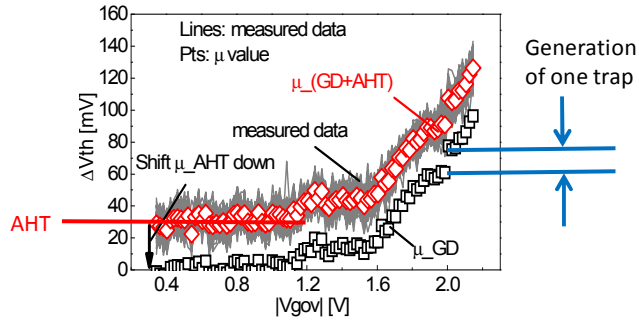 Lines: measured data
Pts: μ value
μ_(GD+AHT)
measured data
Shift μ_AHT down
AHT
μ_GD
Generation
of one trap
ΔVth [mV]
160
140
120
100
80
60
40
20
0
0.4 0.8 1.2 1.6 2.0 2.4
|Vgov| [V]